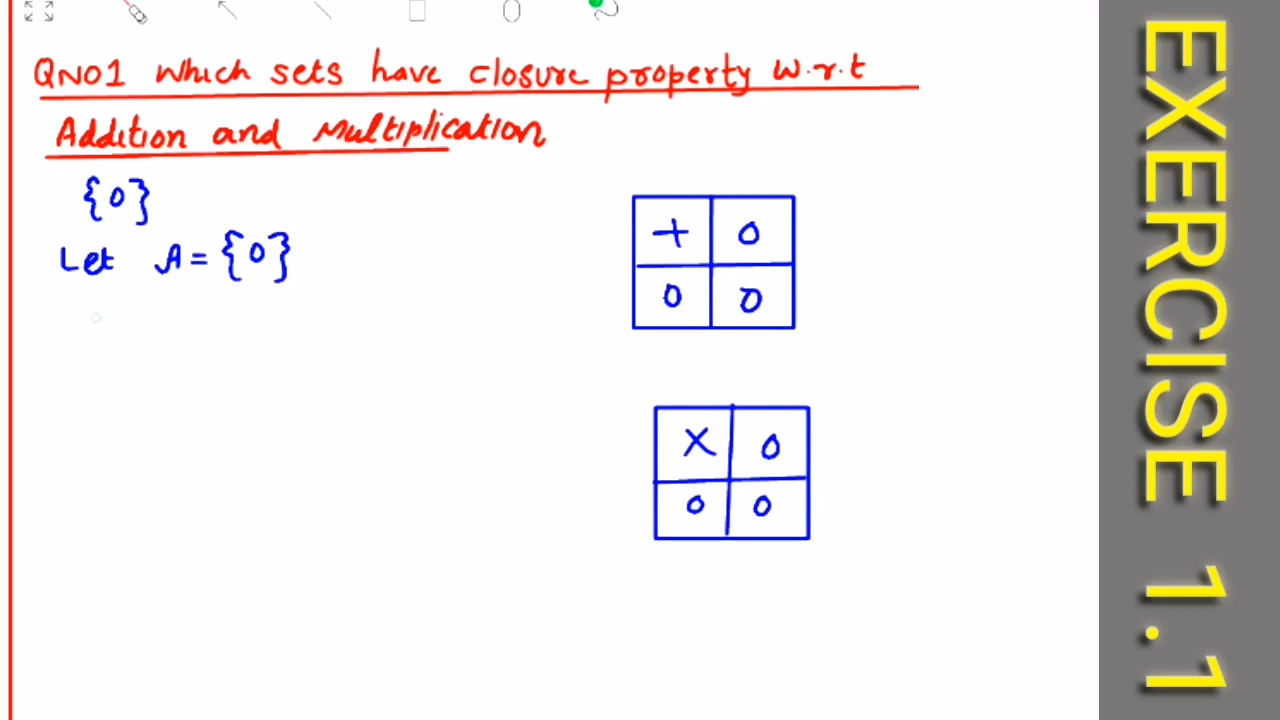 QNO1 which sets have closure property w.r.t
Addition and Multiplication
{0}
Let A = {0}
+ 0
0 0
X 0
0 0
EXERCISE 1.1